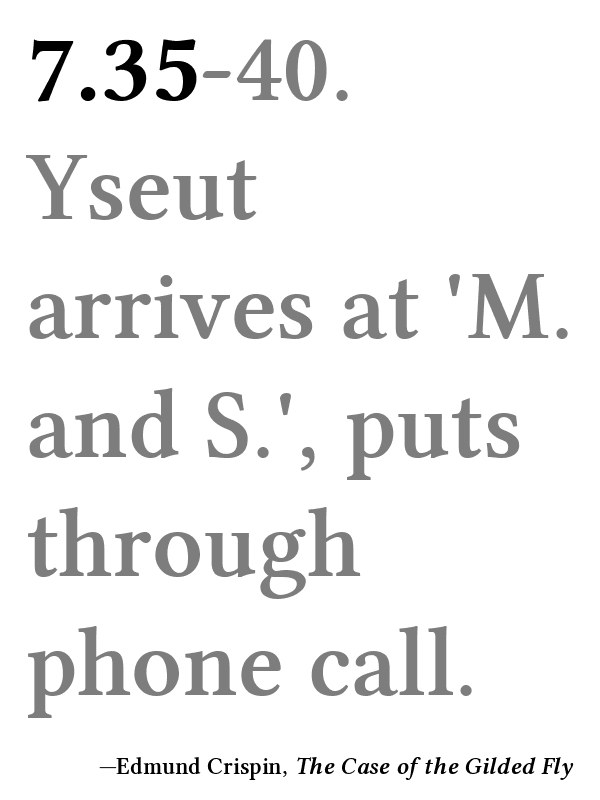 7.35-40.
Yseut
arrives at 'M.
and S.', puts
through
phone call.
—Edmund Crispin, The Case of the Gilded Fly